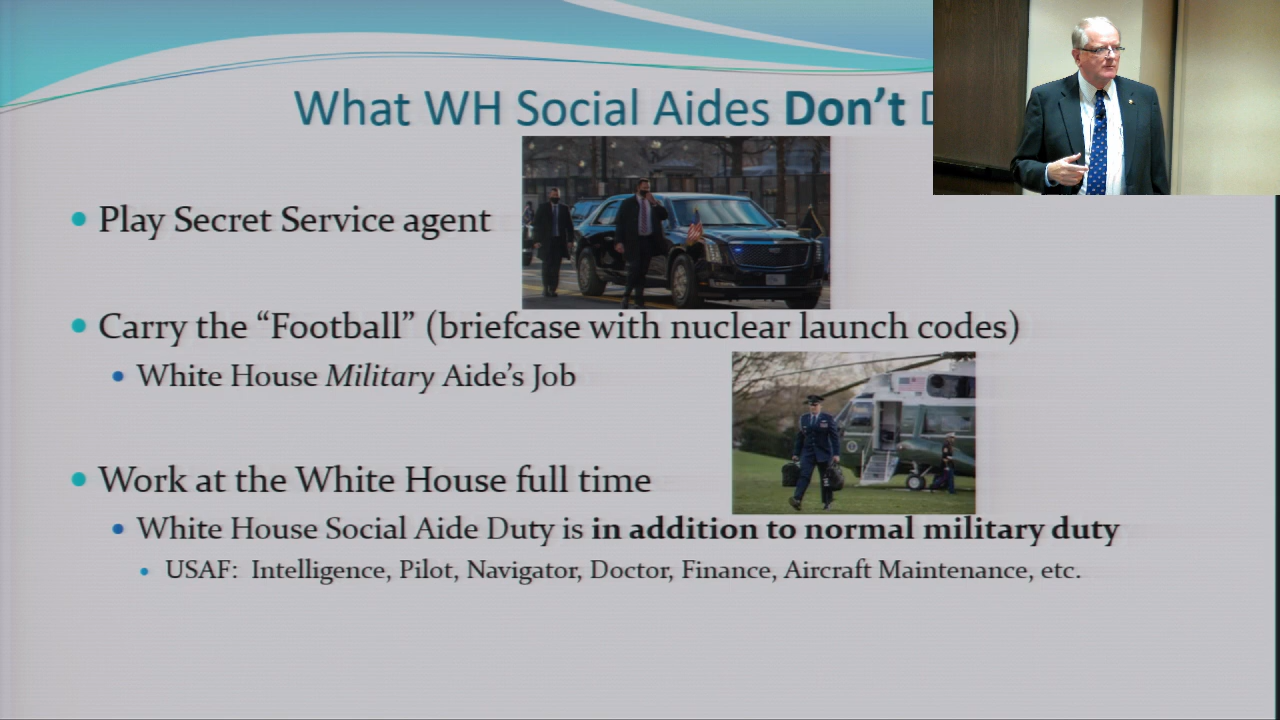 What WH Social Aides Don't D
Play Secret Service agent
Carry the “Football” (briefcase with nuclear launch codes)
White House Military Aide’s Job
Work at the White House full time
White House Social Aide Duty is in addition to normal military duty
USAF: Intelligence, Pilot, Navigator, Doctor, Finance, Aircraft Maintenance, etc.